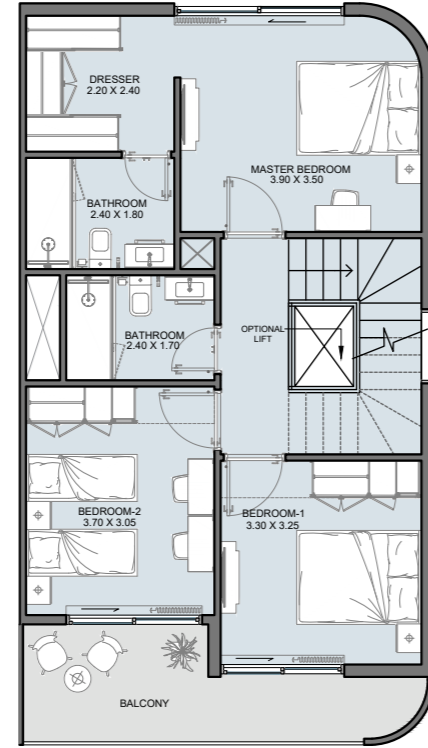 DRESSER
2.20 X 2.40
MASTER BEDROOM
3.90 X 3.50
BATHROOM
2.40 X 1.80
BATHROOM
2.40 X 1.70
OPTIONAL
LIFT
BEDROOM-2
3.70 X 3.05
BEDROOM-1
3.30 X 3.25
BALCONY